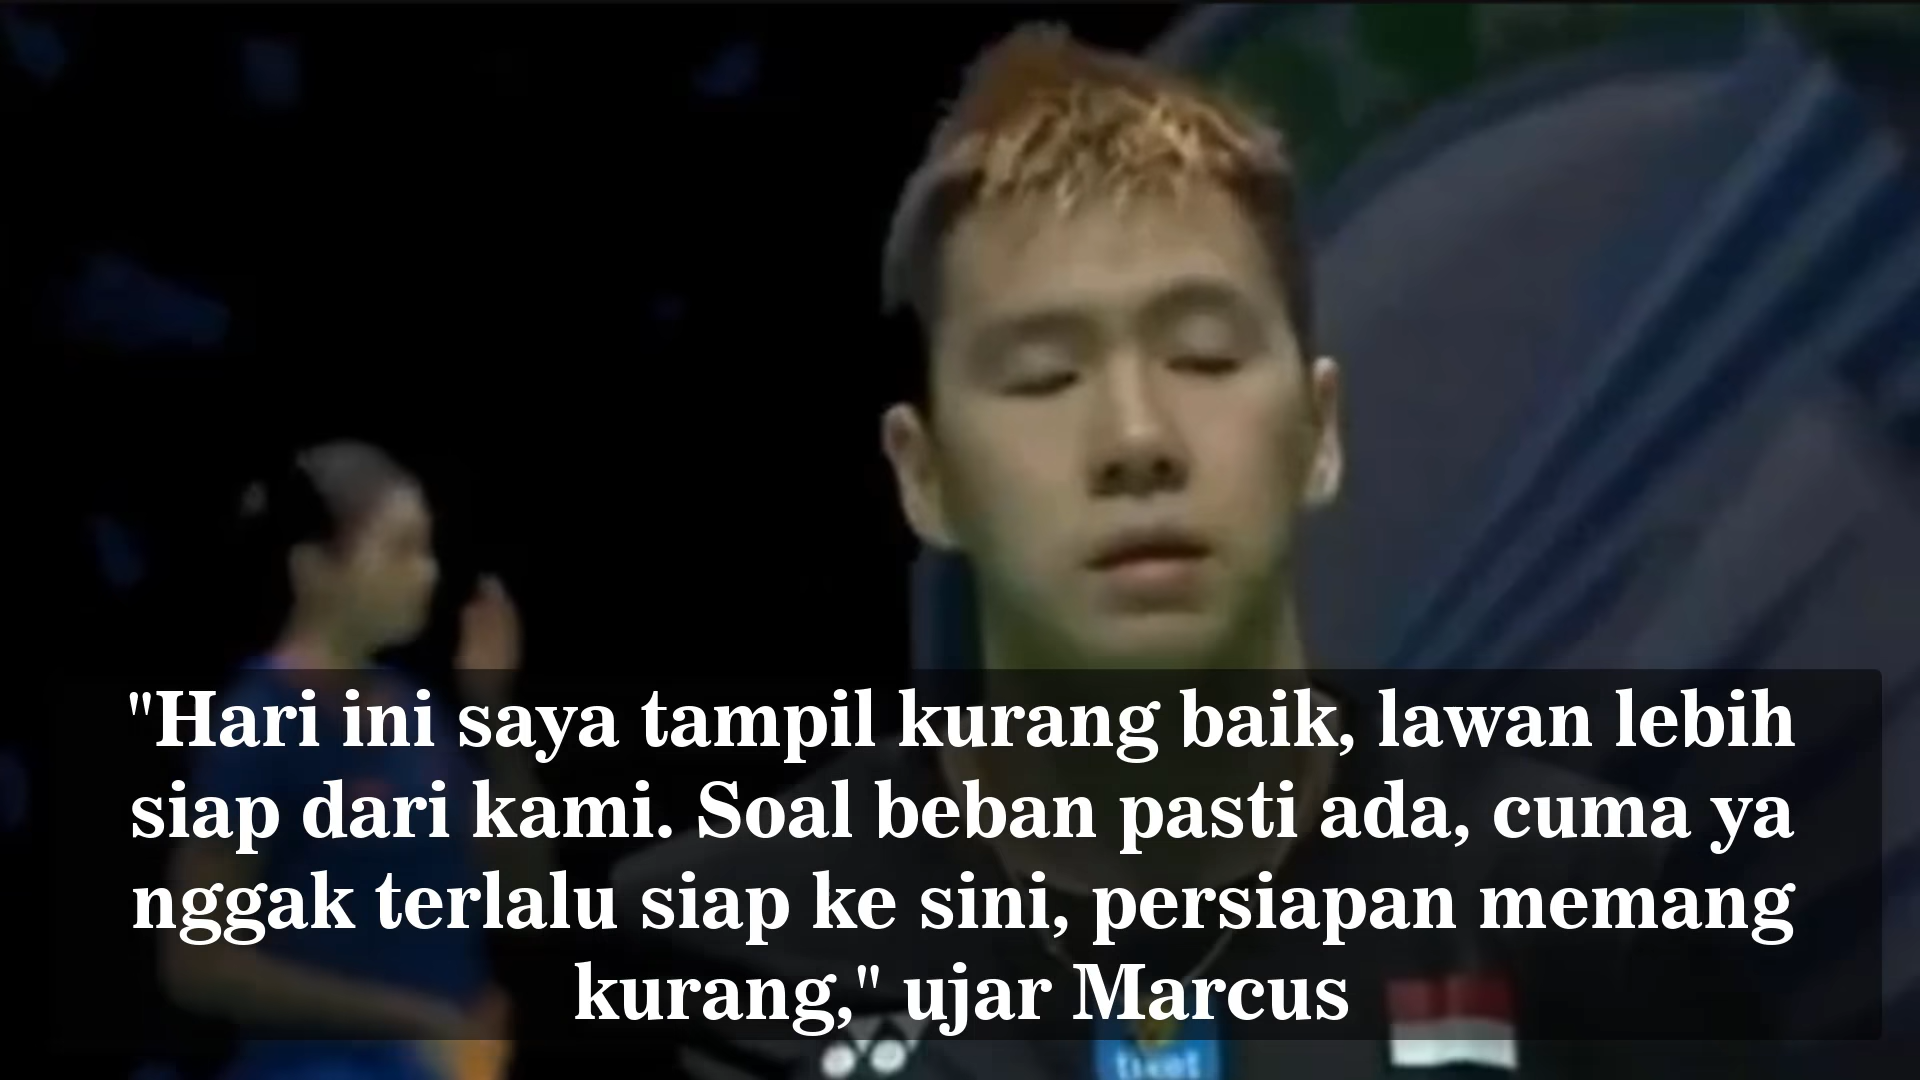 "Hari ini saya tampil kurang baik, lawan lebih
siap dari kami. Soal beban pasti ada, cuma ya
nggak terlalu siap ke sini, persiapan memang
kurang," ujar Marcus
tiket